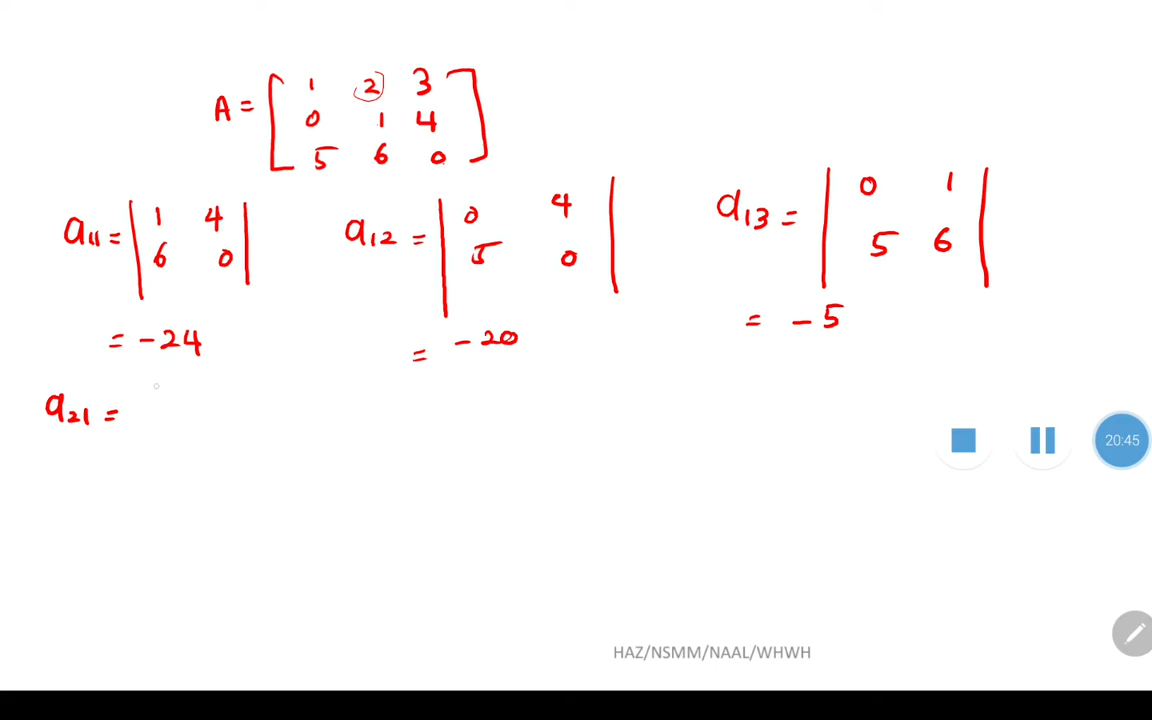 A = [ 1 2 3
0 1 4
5 6 0 ]
a11 = | 1 4 | a12 = | 0 4 | a13 = | 0 1 |
| 6 0 | | 5 0 | | 5 6 |
= -24 = -20 = -5
a21 =
20:45
HAZ/NSMM/NAAL/WHWH